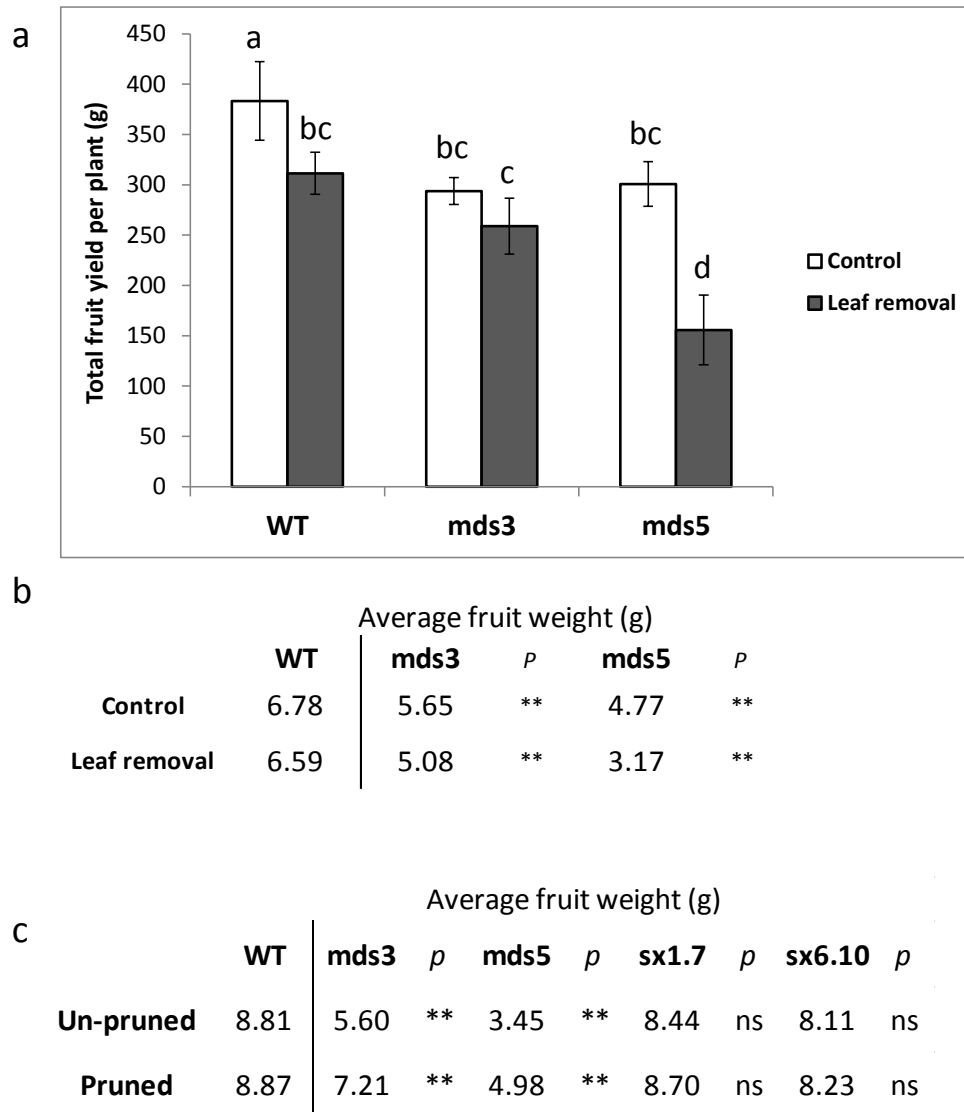 a
450
400
350
300
250
200
150
100
50
0
Total fruit yield per plant (g)
a
bc
bc
c
bc
d
WT mds3 mds5
Control
Leaf removal
b
Average fruit weight (g)
WT mds3 P mds5 P
Control 6.78 5.65 ** 4.77 **
Leaf removal 6.59 5.08 ** 3.17 **
c
Average fruit weight (g)
WT mds3 p mds5 p sx1.7 p sx6.10 p
Un-pruned 8.81 5.60 ** 3.45 ** 8.44 ns 8.11 ns
Pruned 8.87 7.21 ** 4.98 ** 8.70 ns 8.23 ns